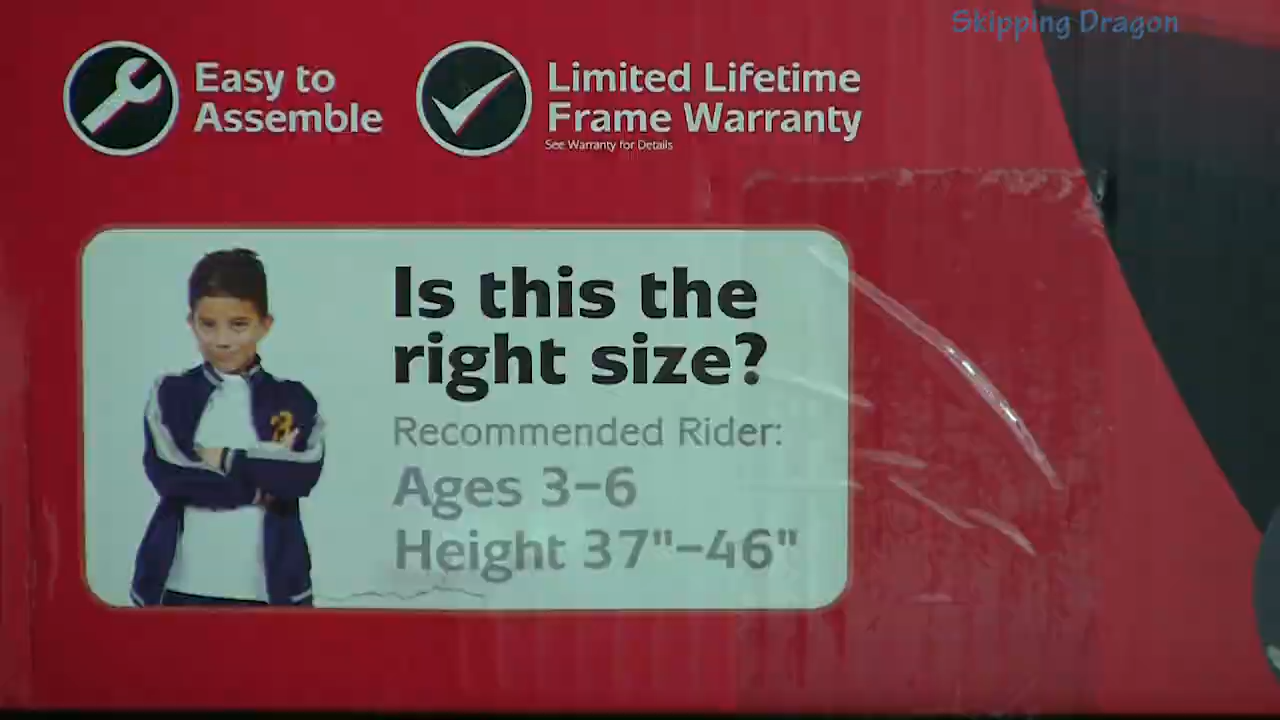 Skipping Dragon
Easy to
Assemble
Limited Lifetime
Frame Warranty
See Warranty for Details
Is this the
right size?
Recommended Rider:
Ages 3–6
Height 37"–46"
3